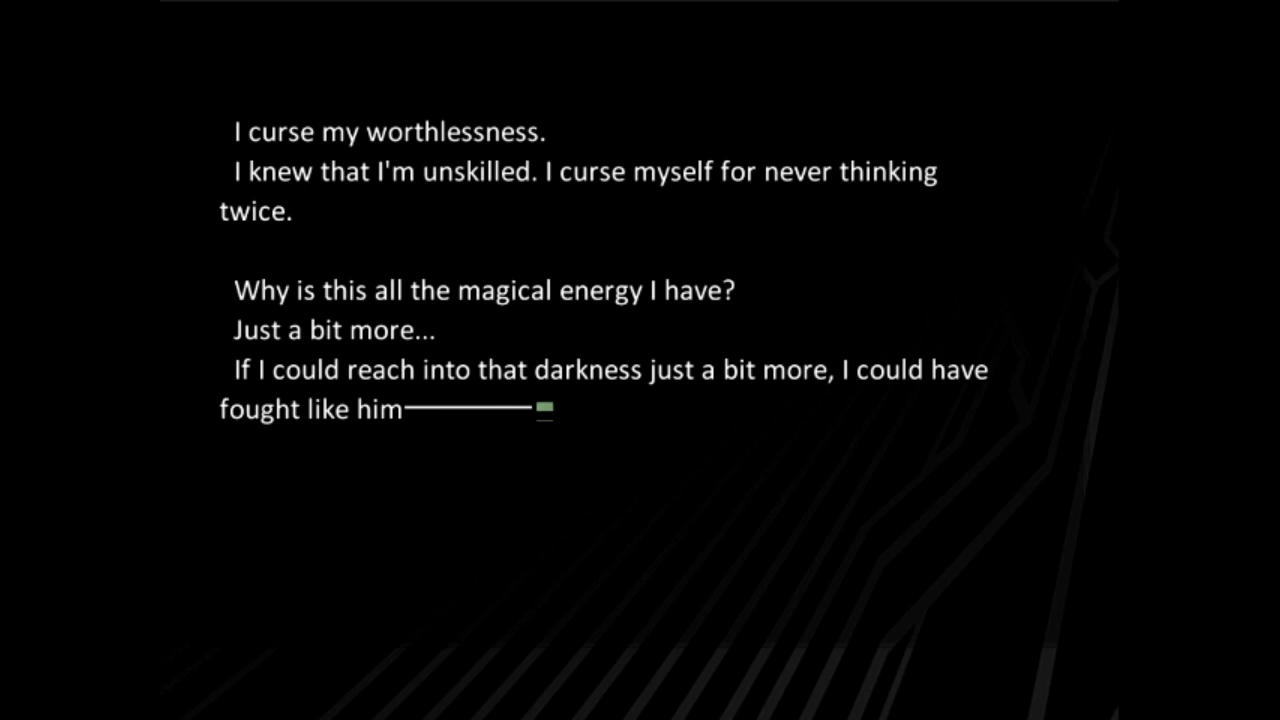 I curse my worthlessness.
I knew that I'm unskilled. I curse myself for never thinking
twice.
Why is this all the magical energy I have?
Just a bit more...
If I could reach into that darkness just a bit more, I could have
fought like him————